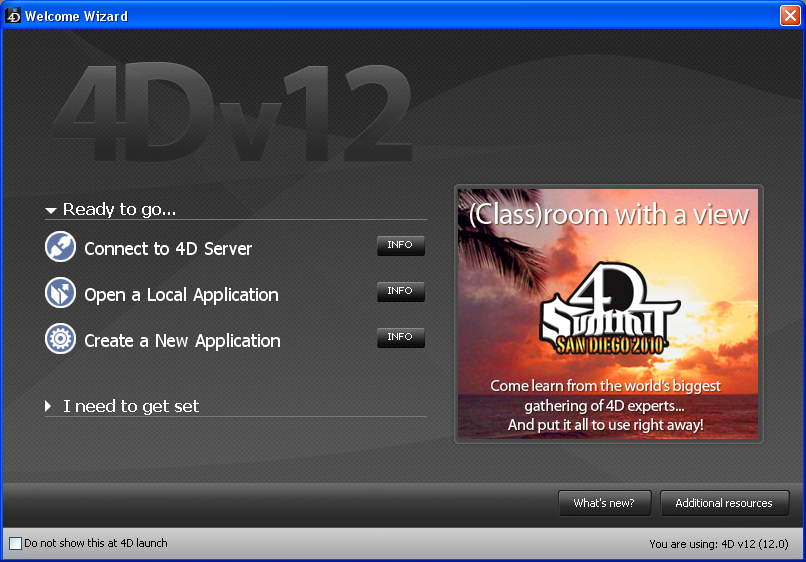 4D Welcome Wizard
4Dv12
Ready to go...
Connect to 4D Server
INFO
Open a Local Application
INFO
Create a New Application
INFO
I need to get set
(Class)room with a view
4D
SUMMIT
SAN DIEGO 2010
Come learn from the world's biggest
gathering of 4D experts...
And put it all to use right away!
What's new?
Additional resources
Do not show this at 4D launch
You are using: 4D v12 (12.0)